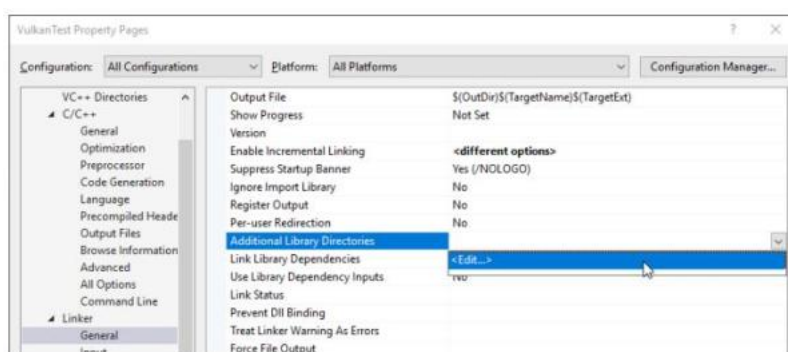 VulkanTest Property Pages
Configuration: All Configurations Platform: All Platforms Configuration Manager...
VC++ Directories
C/C++
General
Optimization
Preprocessor
Code Generation
Language
Precompiled Heade
Output Files
Browse Information
Advanced
All Options
Command Line
Linker
General
Input
Output File $(OutDir)$(TargetName)$(TargetExt)
Show Progress Not Set
Version
Enable Incremental Linking <different options>
Suppress Startup Banner Yes (/NOLOGO)
Ignore Import Library No
Register Output No
Per-user Redirection No
Additional Library Directories
Link Library Dependencies <Edit...>
Use Library Dependency Inputs No
Link Status
Prevent Dll Binding
Treat Linker Warning As Errors
Force File Output